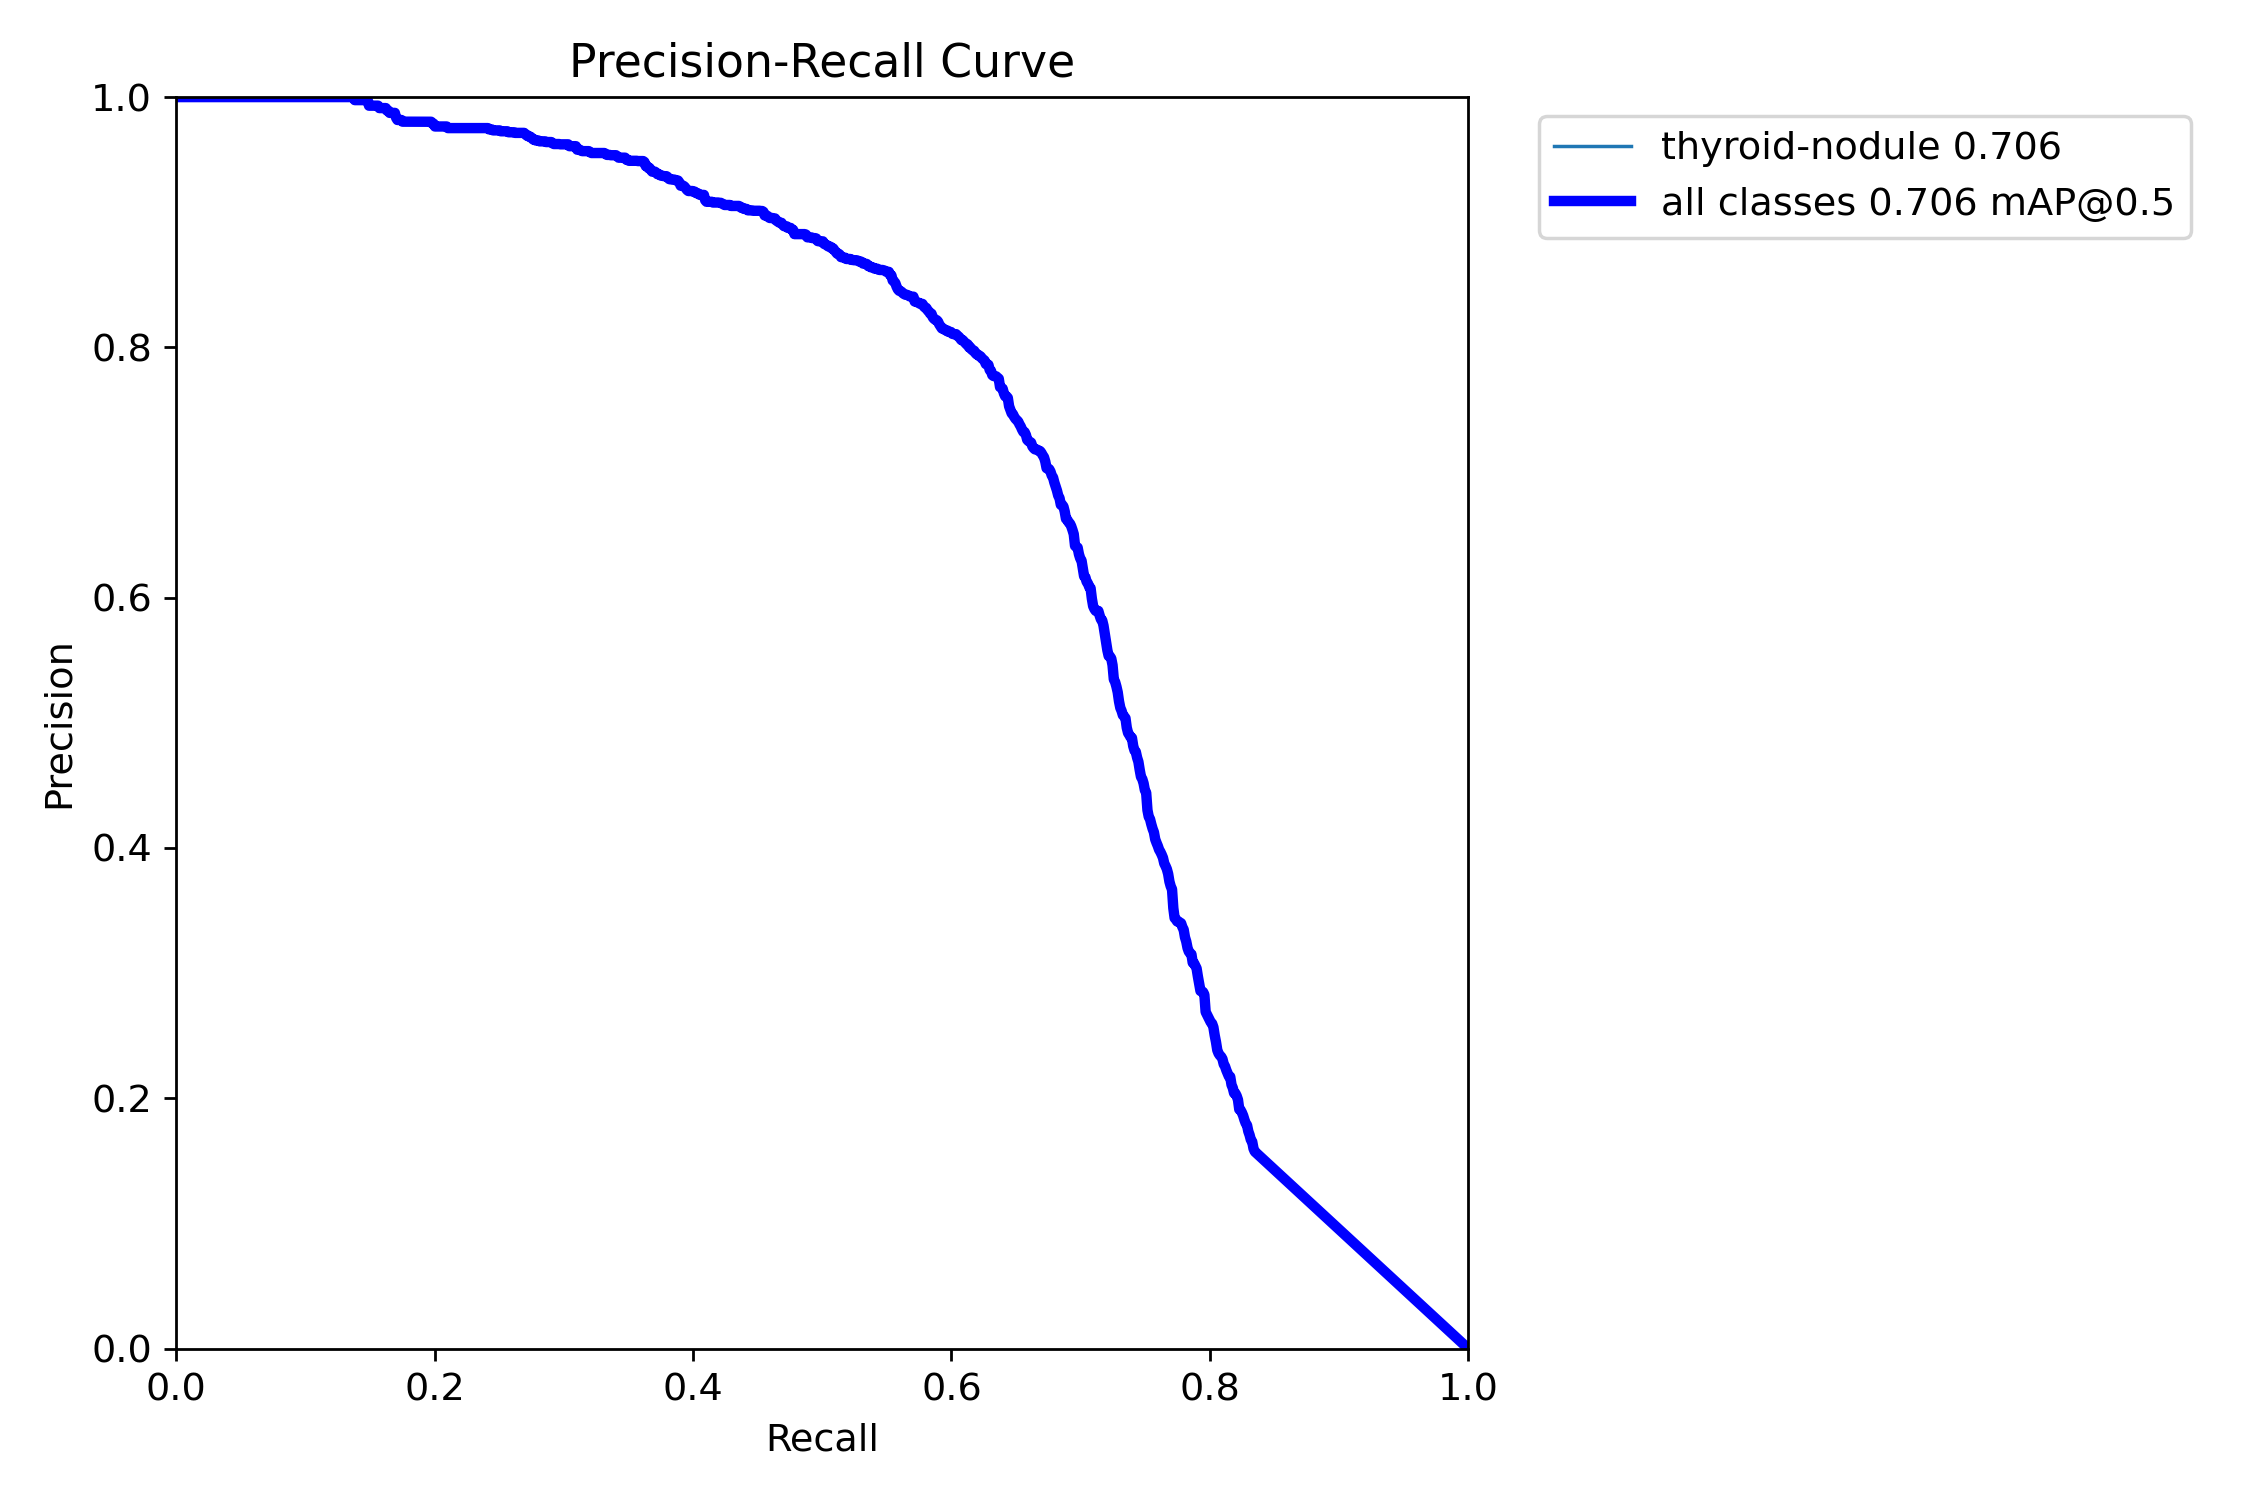 Precision-Recall Curve
1.0
0.8
0.6
0.4
0.2
0.0
Precision
0.0 0.2 0.4 0.6 0.8 1.0
Recall
thyroid-nodule 0.706
all classes 0.706 mAP@0.5